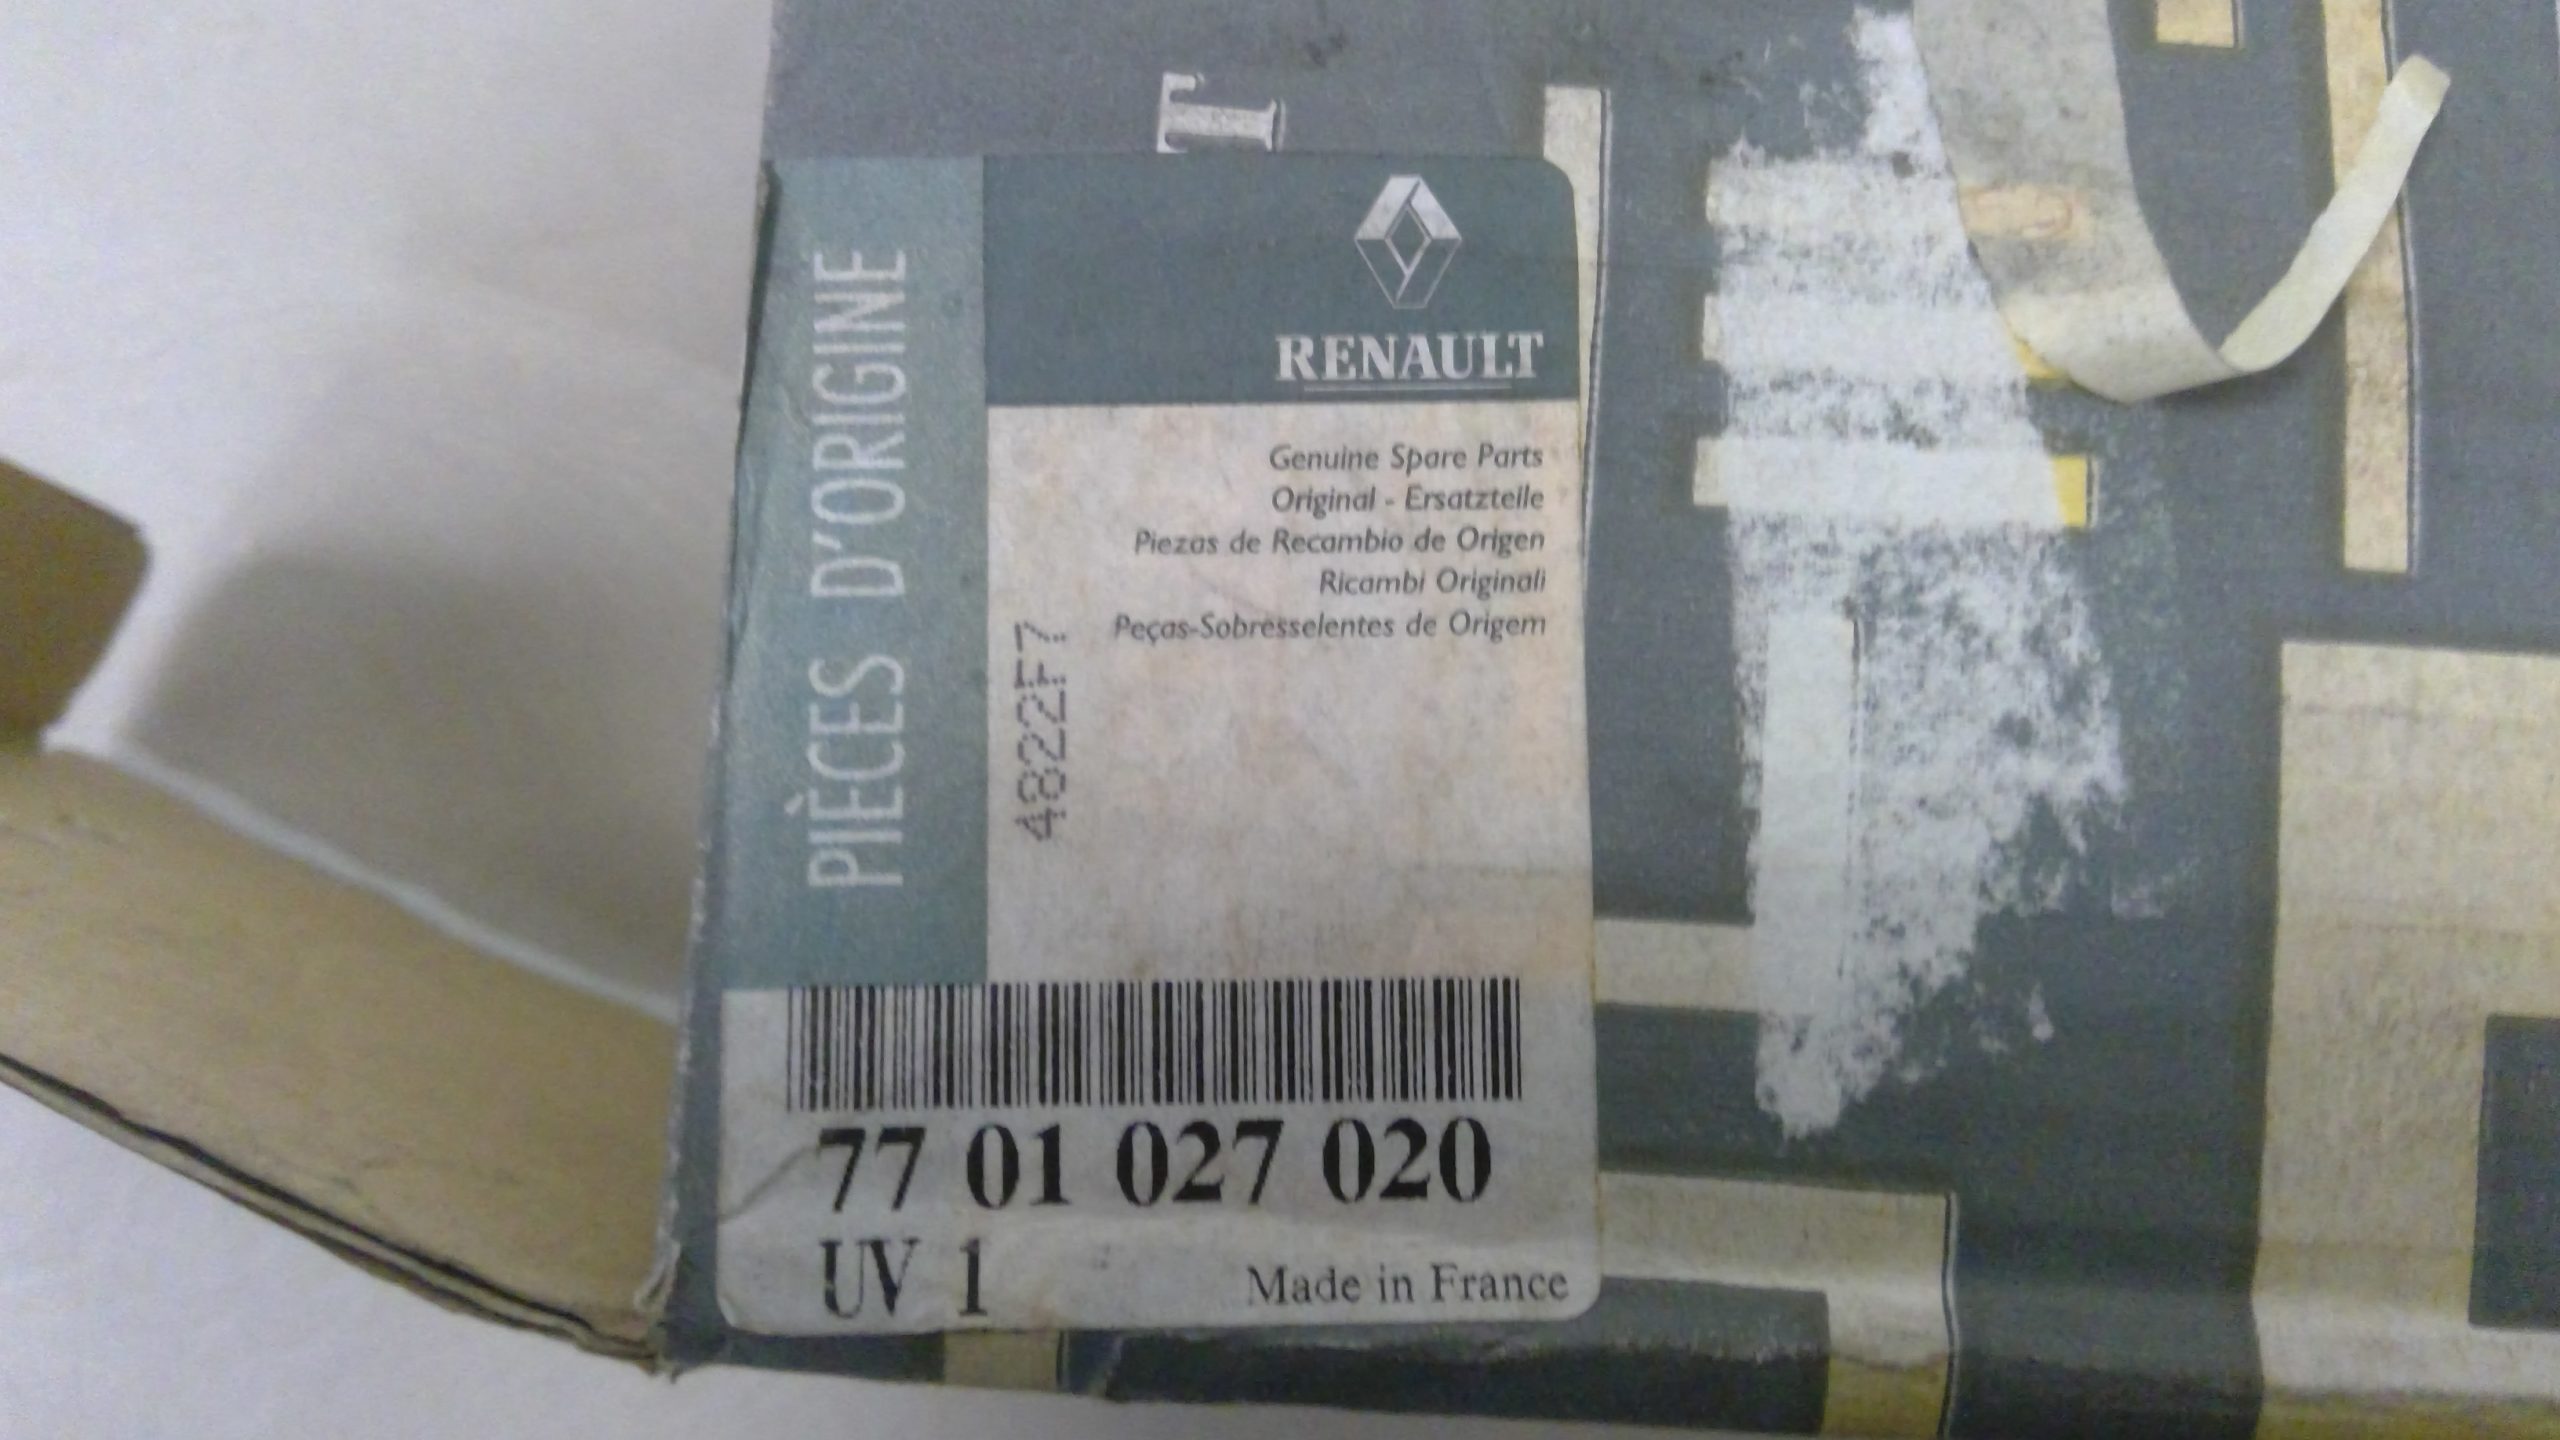 T
PIÈCES D'ORIGINE
RENAULT
Genuine Spare Parts
Original - Ersatzteile
Piezas de Recambio de Origen
Ricambi Originali
Peças-Sobresselentes de Origem
4822F7
77 01 027 020
UV 1
Made in France